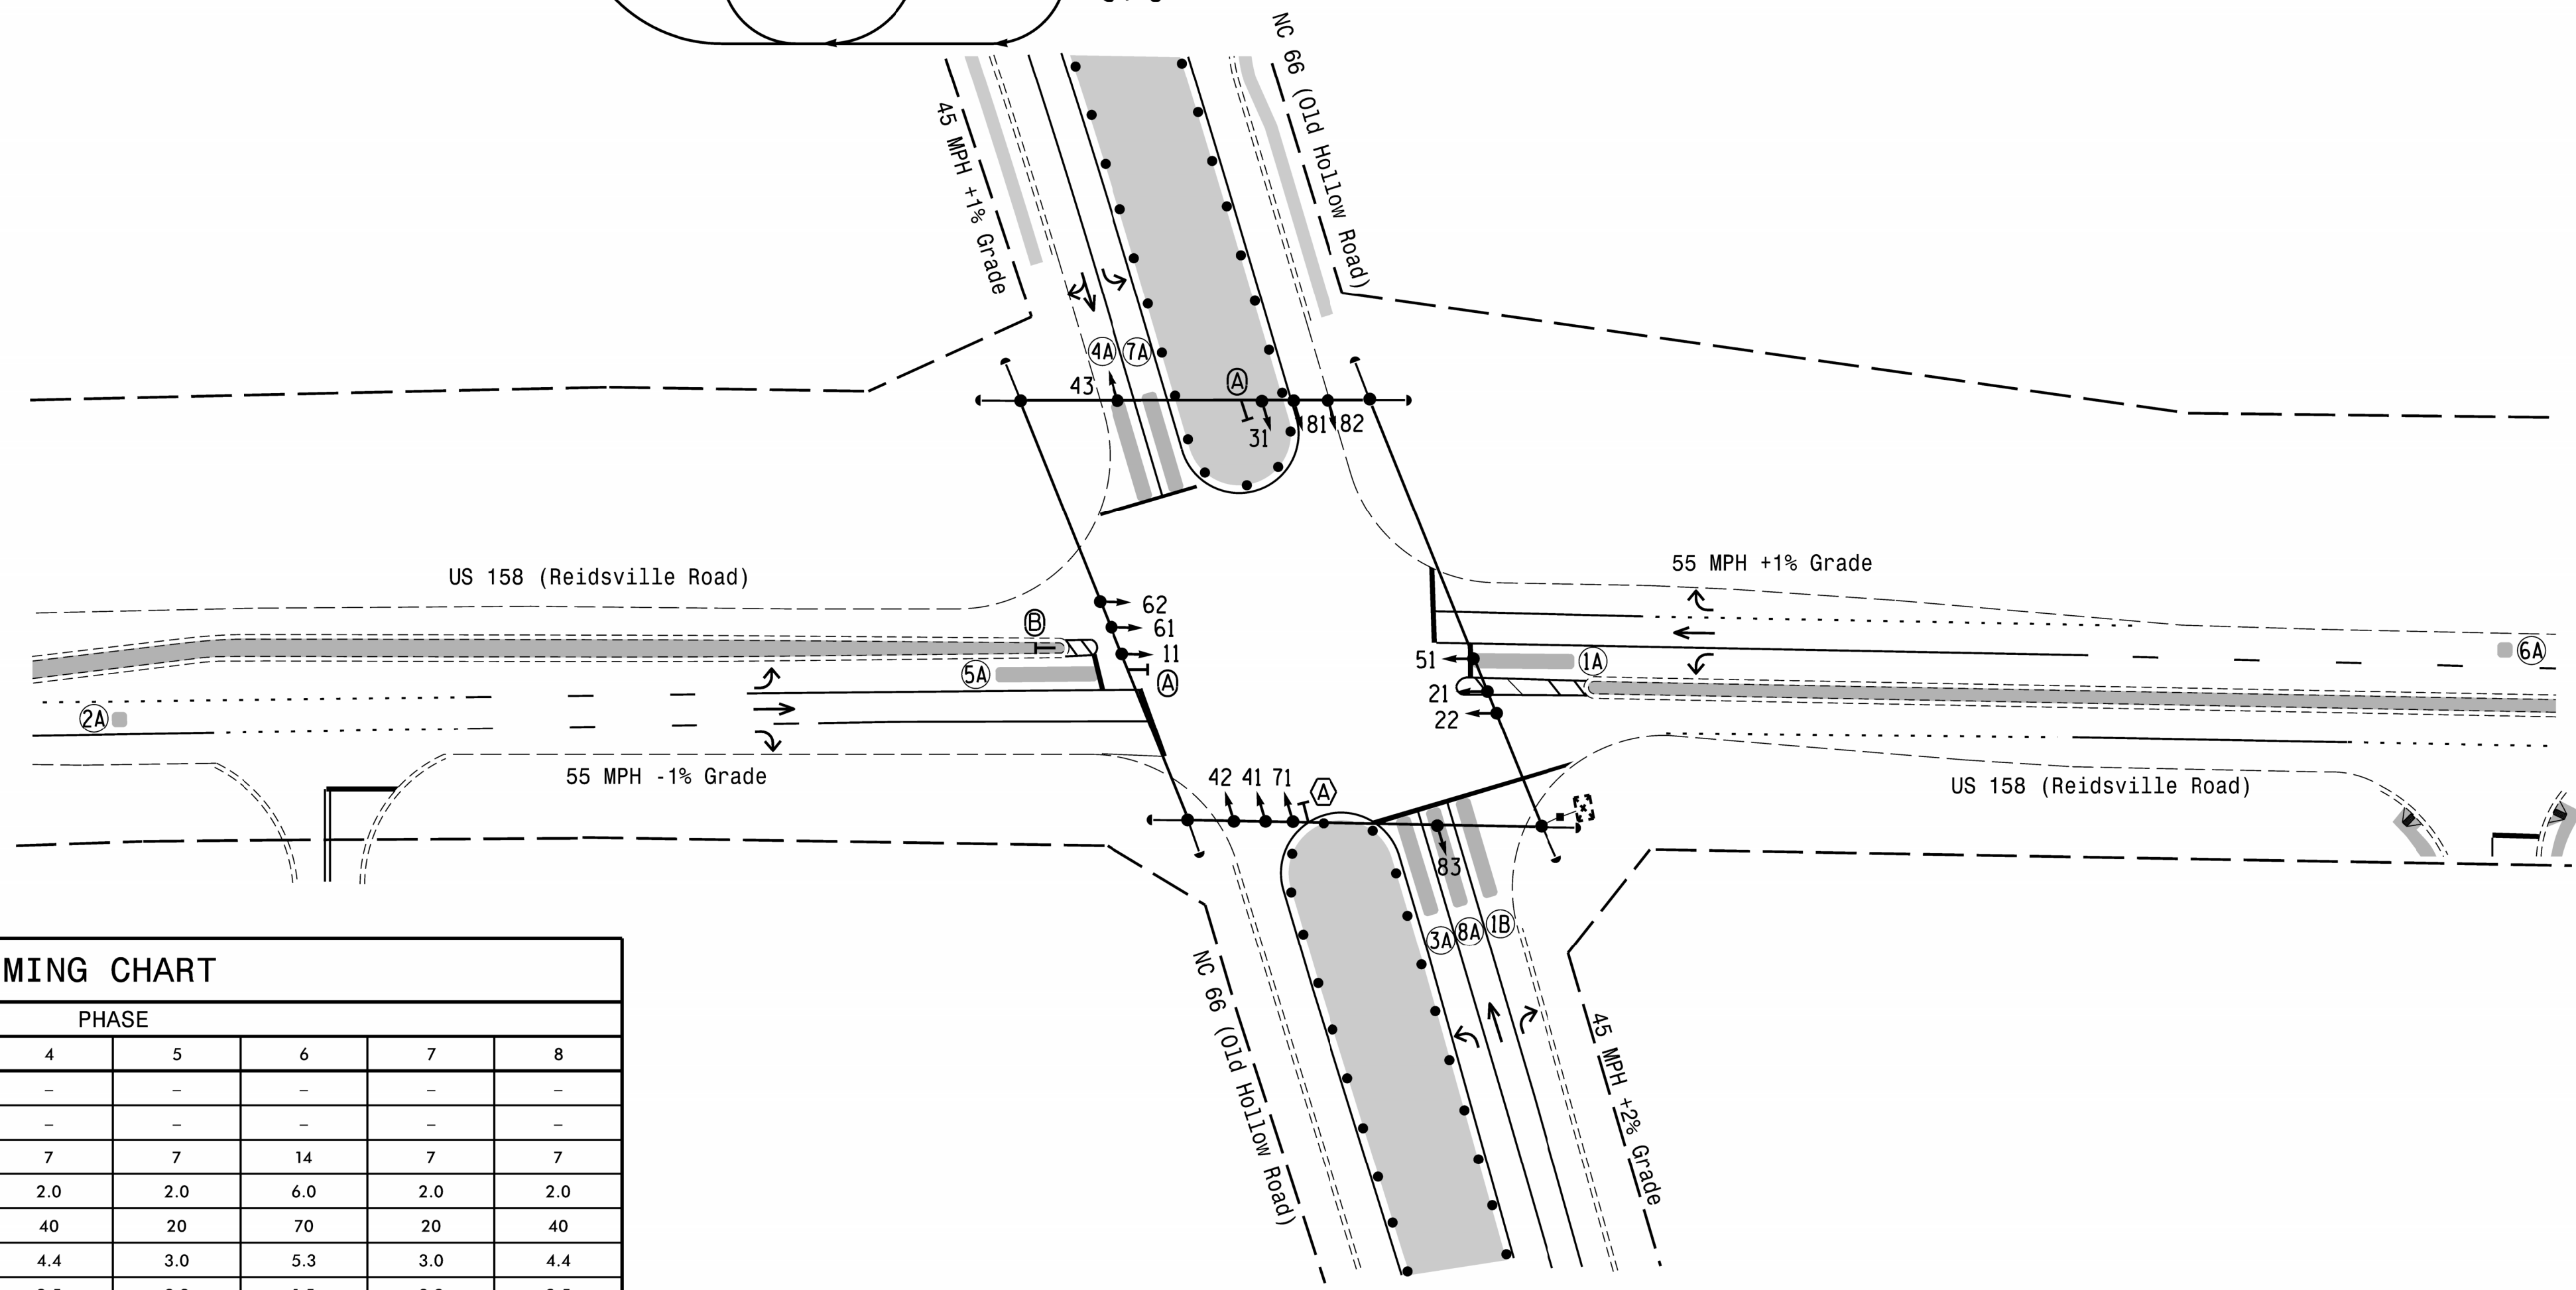 NC 66 (Old Hollow Road)
45 MPH +1% Grade
4A
7A
43
A
31
81
82
US 158 (Reidsville Road)
55 MPH +1% Grade
62
61
11
B
A
5A
2A
51
1A
6A
21
22
55 MPH -1% Grade
42
41
71
A
83
US 158 (Reidsville Road)
3A
8A
1B
NC 66 (Old Hollow Road)
45 MPH +2% Grade
MING CHART
PHASE
4 5 6 7 8
– – – – –
– – – – –
7 7 14 7 7
2.0 2.0 6.0 2.0 2.0
40 20 70 20 40
4.4 3.0 5.3 3.0 4.4